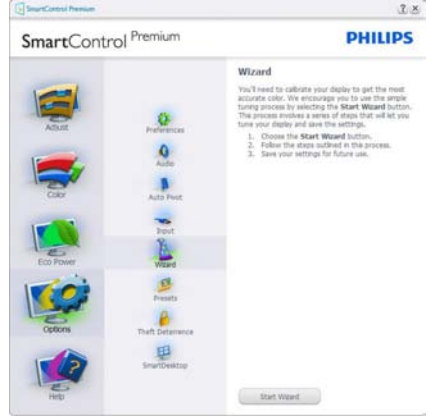 SmartControl Premium
SmartControl Premium
PHILIPS
Adjust
Color
Eco Power
Options
Help
Preferences
Audio
Auto Pivot
Input
Wizard
Presets
Theft Deterrence
SmartDesktop
Wizard
You'll need to calibrate your display to get the most
accurate color. We encourage you to use the simple
tuning process by selecting the Start Wizard button.
This process involves a series of steps that will let you
tune your display and save the settings.
1. Choose the Start Wizard button.
2. Follow the steps outlined in the process.
3. Save your settings for future use.
Start Wizard